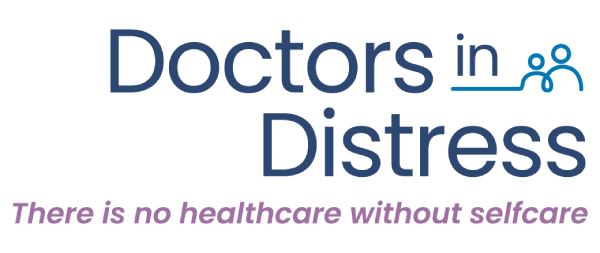 Doctors in
Distress
There is no healthcare without selfcare